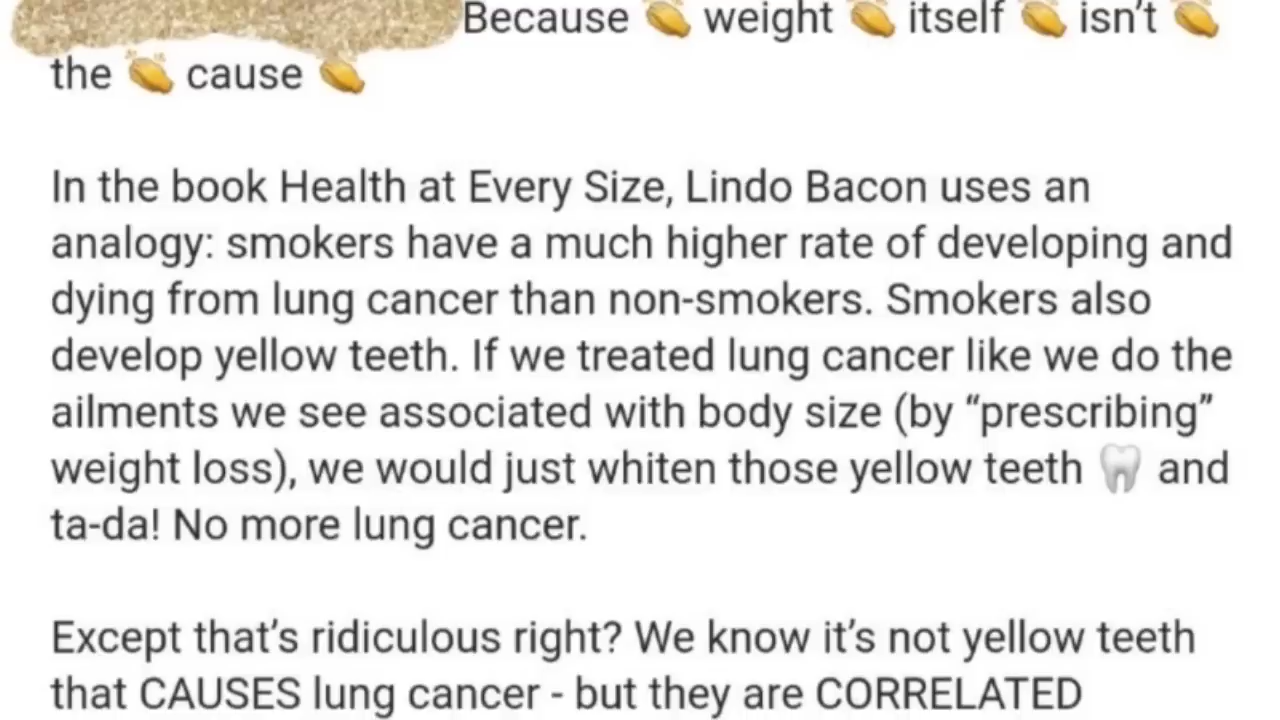 Because 👏 weight 👏 itself 👏 isn’t 👏
the 👏 cause 👏
In the book Health at Every Size, Lindo Bacon uses an
analogy: smokers have a much higher rate of developing and
dying from lung cancer than non-smokers. Smokers also
develop yellow teeth. If we treated lung cancer like we do the
ailments we see associated with body size (by “prescribing”
weight loss), we would just whiten those yellow teeth 🦷 and
ta-da! No more lung cancer.
Except that’s ridiculous right? We know it’s not yellow teeth
that CAUSES lung cancer - but they are CORRELATED